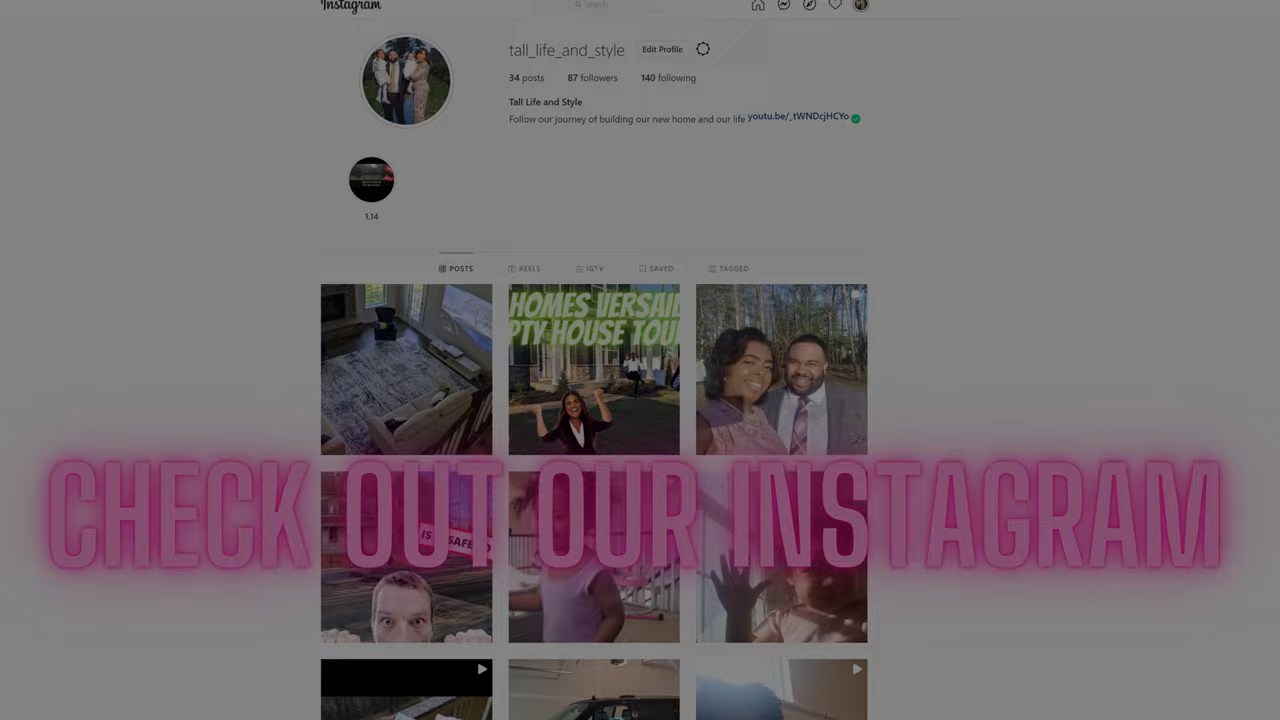 Instagram
Search
tall_life_and_style Edit Profile
34 posts 87 followers 140 following
Tall Life and Style
Follow our journey of building our new home and our life youtu.be/_tWNDcjHCYo
1.14
POSTS REELS IGTV SAVED TAGGED
HOMES VERSAIL
PTY HOUSE TOU
CHECK OUT OUR INSTAGRAM